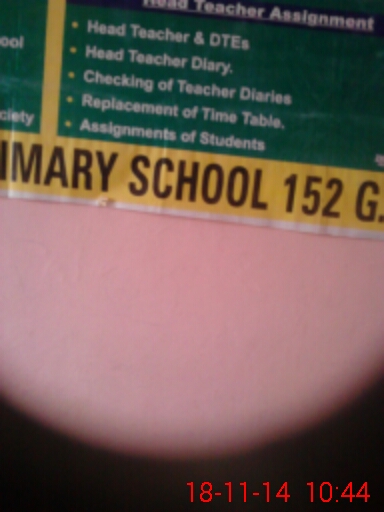 Head Teacher Assignment
ool
• Head Teacher & DTEs
• Head Teacher Diary.
• Checking of Teacher Diaries
• Replacement of Time Table.
ciety
• Assignments of Students
IMARY SCHOOL 152 G.
18-11-14 10:44